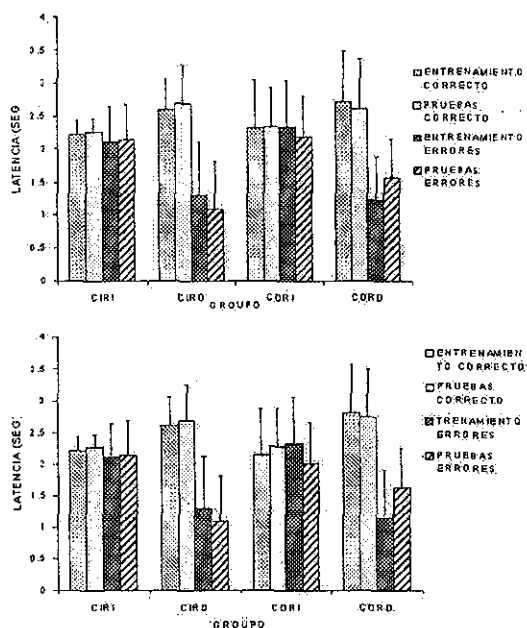 4
3.5
3
2.5
2
1.5
1
0.5
0
LATENCIA (SEG
CIRI
CIRD
CORI
CORD
GROUPO
ENTRENAMIENTO
CORRECTO
PRUEBAS
CORRECTO
ENTRENAMIENTO
ERRORES
PRUEBAS
ERRORES
4
3.5
3
2.5
2
1.5
1
0.5
0
LATENCIA (SEG
CIRI
CIRD
CORI
CORD
GROUPO
ENTRENAMIEN
TO CORRECTO
PRUEBAS
CORRECTO
TRENAMIENTO
ERRORES
PRUEBAS
ERRORES